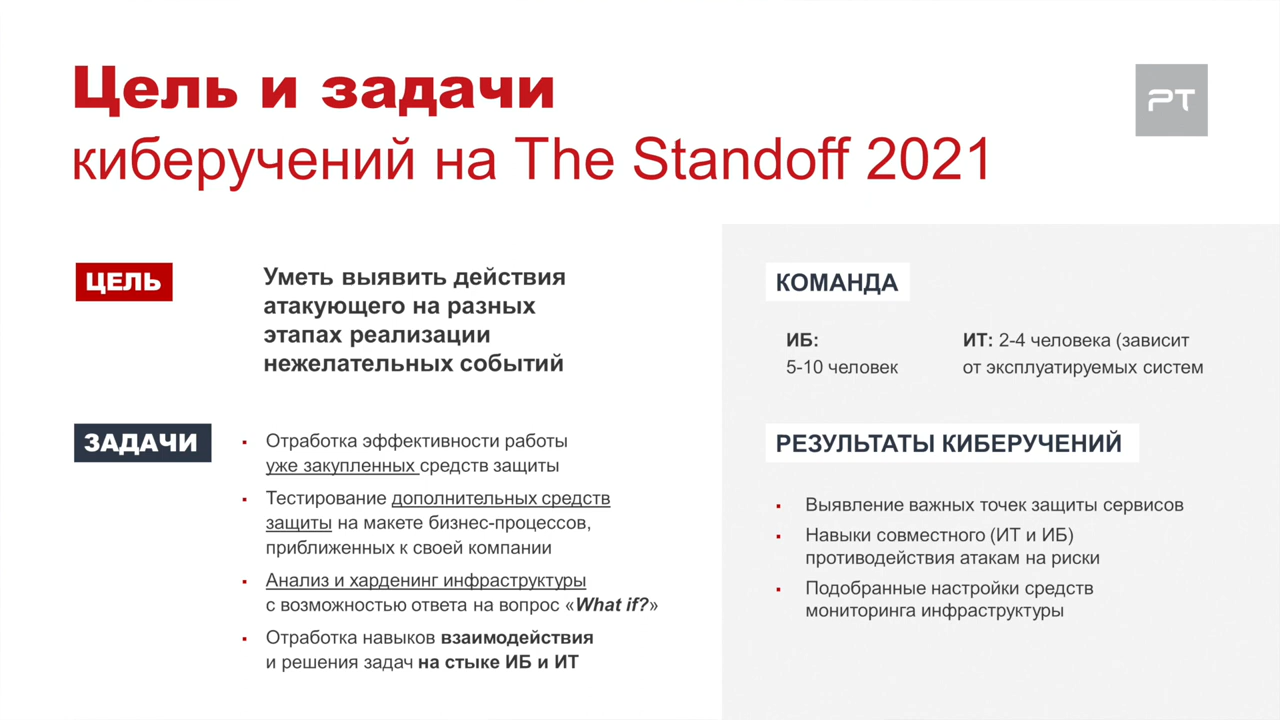 Цель и задачи
киберучений на The Standoff 2021
PT
ЦЕЛЬ
Уметь выявить действия
атакующего на разных
этапах реализации
нежелательных событий
ЗАДАЧИ
▪ Отработка эффективности работы
уже закупленных средств защиты
▪ Тестирование дополнительных средств
защиты на макете бизнес-процессов,
приближенных к своей компании
▪ Анализ и харденинг инфраструктуры
с возможностью ответа на вопрос «What if?»
▪ Отработка навыков взаимодействия
и решения задач на стыке ИБ и ИТ
КОМАНДА
ИБ:
5-10 человек
ИТ: 2-4 человека (зависит
от эксплуатируемых систем
РЕЗУЛЬТАТЫ КИБЕРУЧЕНИЙ
▪ Выявление важных точек защиты сервисов
▪ Навыки совместного (ИТ и ИБ)
противодействия атакам на риски
▪ Подобранные настройки средств
мониторинга инфраструктуры